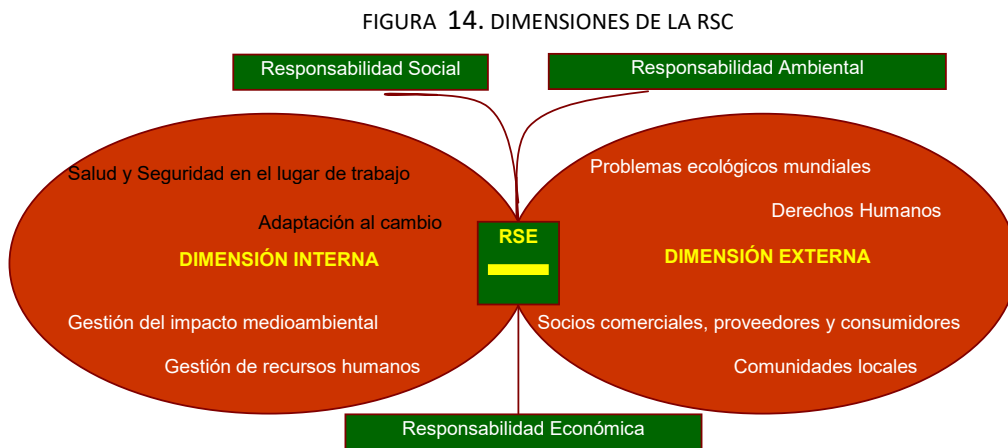 FIGURA 14. DIMENSIONES DE LA RSC
Responsabilidad Social
Responsabilidad Ambiental
Salud y Seguridad en el lugar de trabajo
Adaptación al cambio
DIMENSIÓN INTERNA
Gestión del impacto medioambiental
Gestión de recursos humanos
RSE
Problemas ecológicos mundiales
Derechos Humanos
DIMENSIÓN EXTERNA
Socios comerciales, proveedores y consumidores
Comunidades locales
Responsabilidad Económica